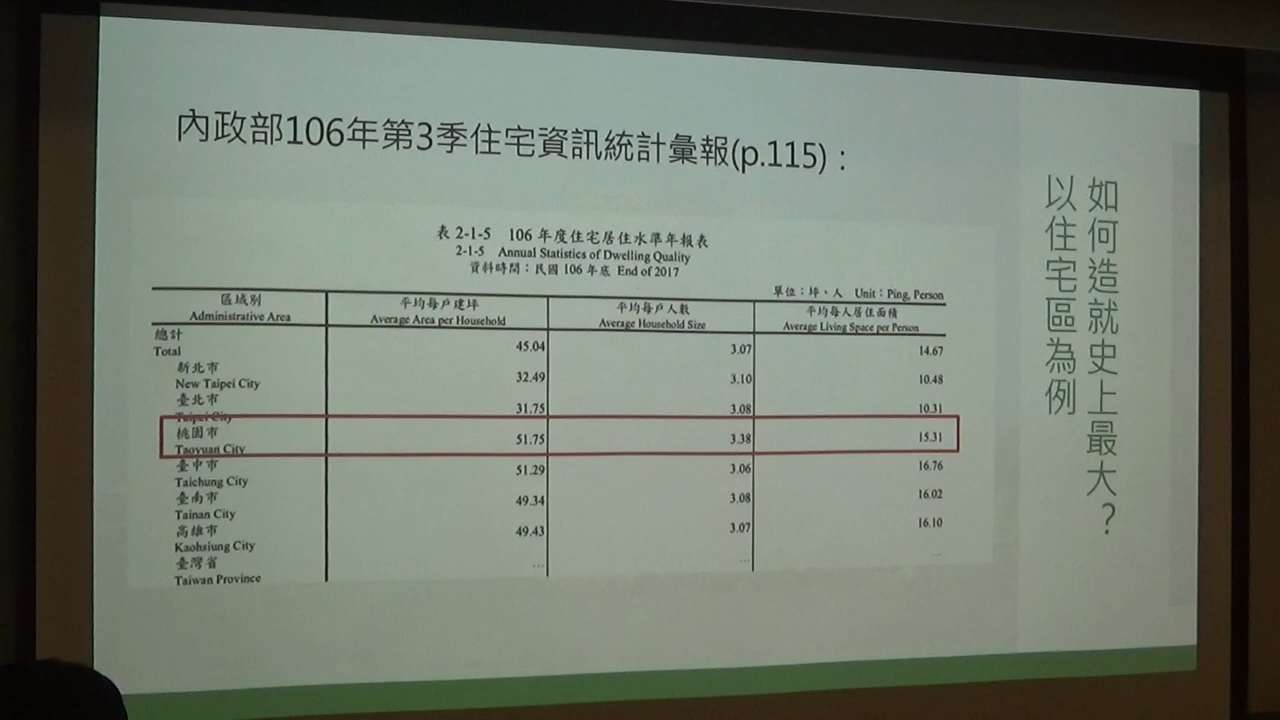 內政部106年第3季住宅資訊統計彙報(p.115)：
如何造就史上最大？
以住宅區為例
表 2-1-5 106 年度住宅居住水準年報表
2-1-5 Annual Statistics of Dwelling Quality
資料時間：民國 106 年底 End of 2017
單位：坪、人 Unit：Ping, Person
區域別 平均每戶建坪 平均每戶人數 平均每人居住面積
Administrative Area Average Area per Household Average Household Size Average Living Space per Person
總計 45.04 3.07 14.67
Total
新北市 32.49 3.10 10.48
New Taipei City
臺北市 31.75 3.08 10.31
Taipei City
桃園市 51.75 3.38 15.31
Taoyuan City
臺中市 51.29 3.06 16.76
Taichung City
臺南市 49.34 3.08 16.02
Tainan City
高雄市 49.43 3.07 16.10
Kaohsiung City
臺灣省 ... ... ...
Taiwan Province